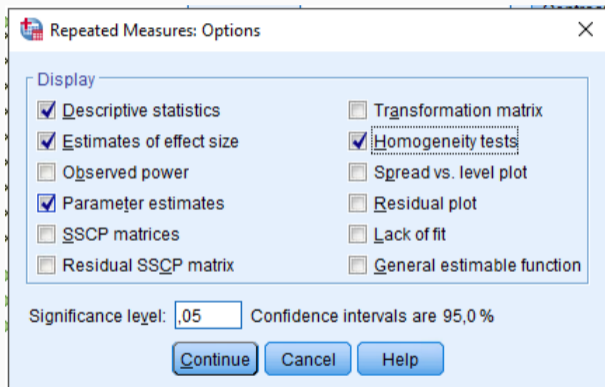 Repeated Measures: Options
Display
Descriptive statistics
Estimates of effect size
Observed power
Parameter estimates
SSCP matrices
Residual SSCP matrix
Transformation matrix
Homogeneity tests
Spread vs. level plot
Residual plot
Lack of fit
General estimable function
Significance level: ,05 Confidence intervals are 95,0 %
Continue Cancel Help